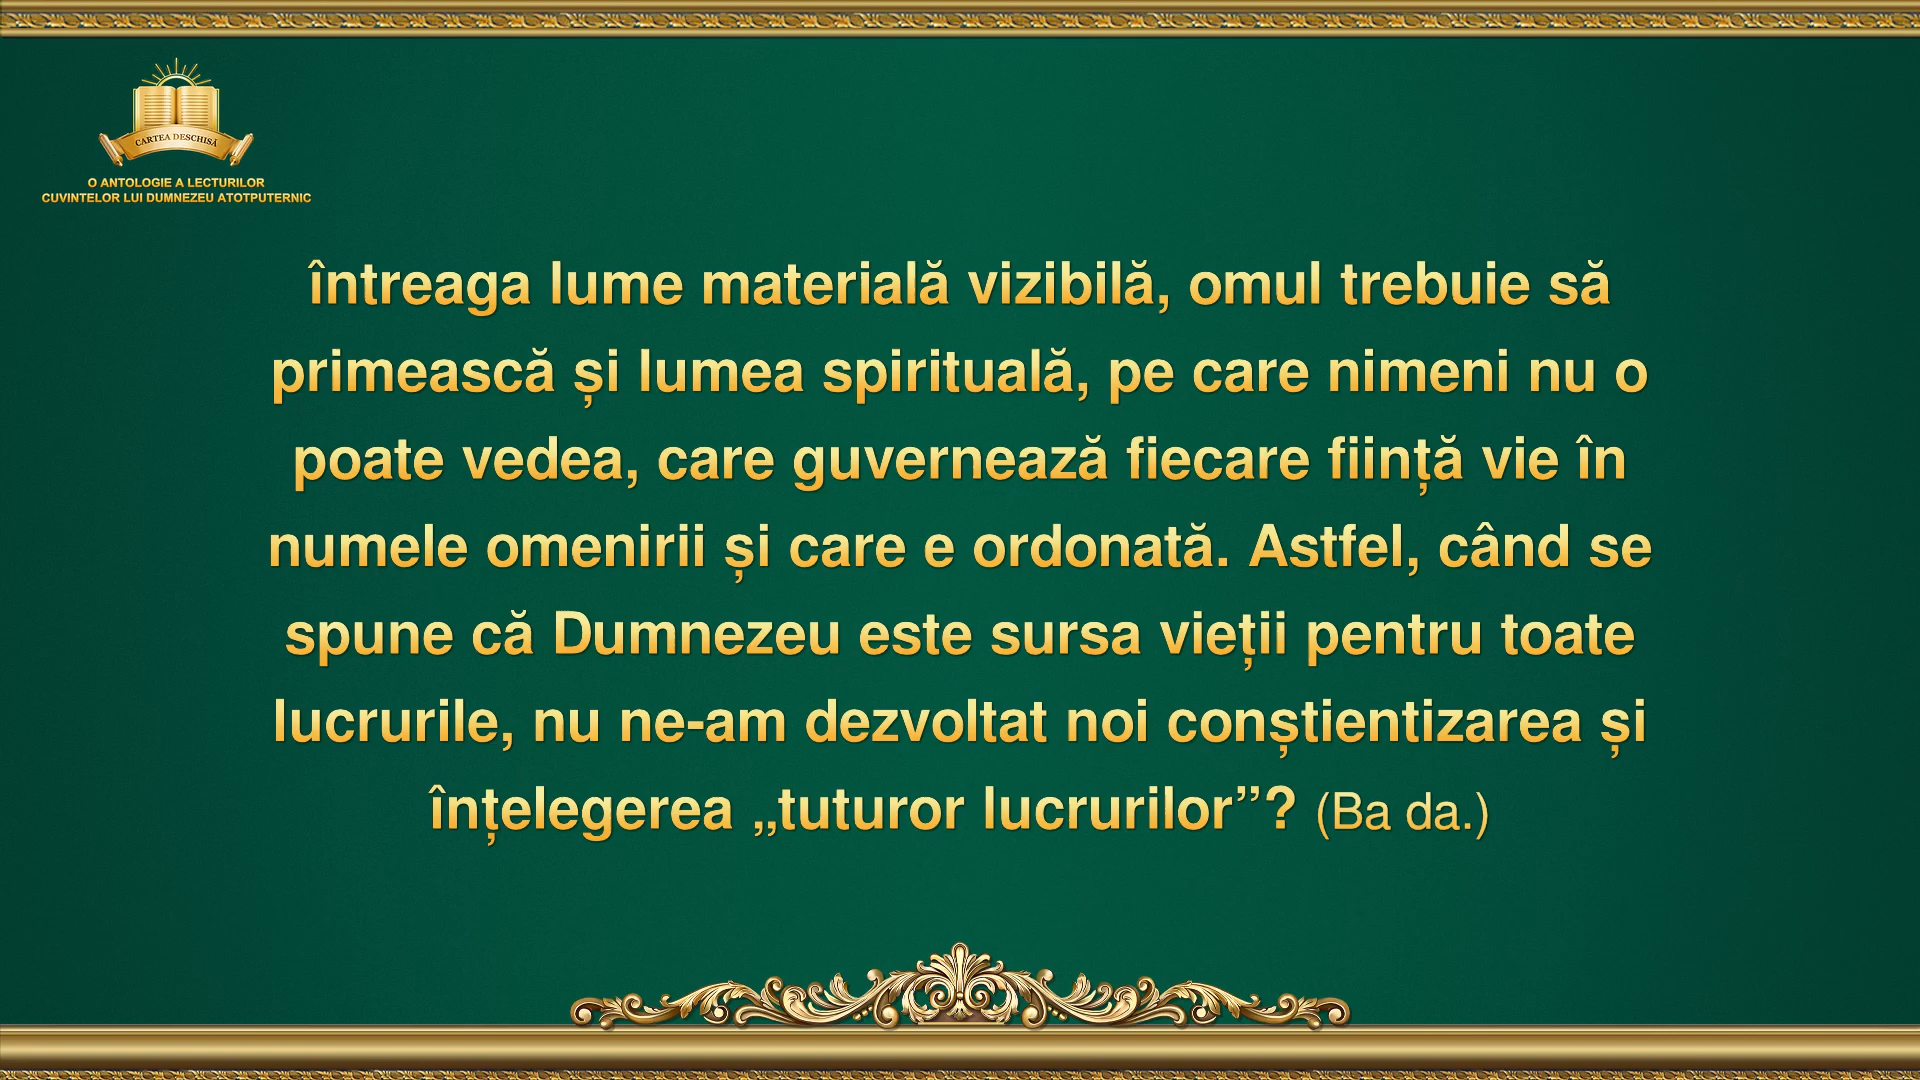 CARTEA DESCHISĂ
O ANTOLOGIE A LECTURILOR
CUVINTELOR LUI DUMNEZEU ATOTPUTERNIC
întreaga lume materială vizibilă, omul trebuie să
primească și lumea spirituală, pe care nimeni nu o
poate vedea, care guvernează fiecare ființă vie în
numele omenirii și care e ordonată. Astfel, când se
spune că Dumnezeu este sursa vieții pentru toate
lucrurile, nu ne-am dezvoltat noi conștientizarea și
înțelegerea „tuturor lucrurilor”? (Ba da.)